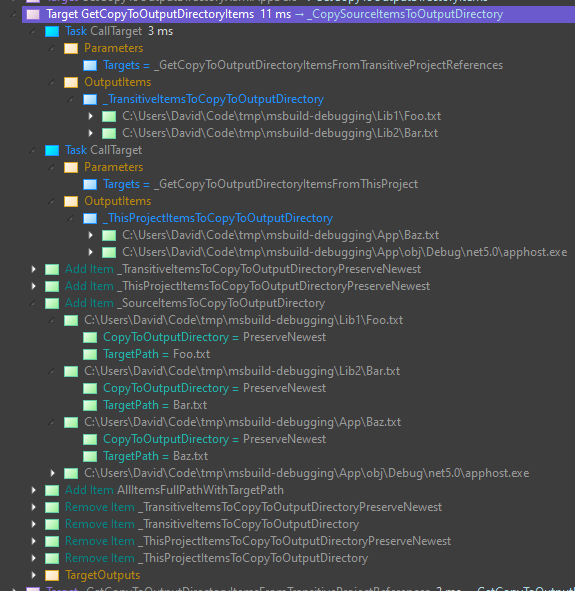 Target GetCopyToOutputDirectoryItems 11 ms → _CopySourceItemsToOutputDirectory
Task CallTarget 3 ms
Parameters
Targets = _GetCopyToOutputDirectoryItemsFromTransitiveProjectReferences
OutputItems
_TransitiveItemsToCopyToOutputDirectory
C:\Users\David\Code\tmp\msbuild-debugging\Lib1\Foo.txt
C:\Users\David\Code\tmp\msbuild-debugging\Lib2\Bar.txt
Task CallTarget
Parameters
Targets = _GetCopyToOutputDirectoryItemsFromThisProject
OutputItems
_ThisProjectItemsToCopyToOutputDirectory
C:\Users\David\Code\tmp\msbuild-debugging\App\Baz.txt
C:\Users\David\Code\tmp\msbuild-debugging\App\obj\Debug\net5.0\apphost.exe
Add Item _TransitiveItemsToCopyToOutputDirectoryPreserveNewest
Add Item _ThisProjectItemsToCopyToOutputDirectoryPreserveNewest
Add Item _SourceItemsToCopyToOutputDirectory
C:\Users\David\Code\tmp\msbuild-debugging\Lib1\Foo.txt
CopyToOutputDirectory = PreserveNewest
TargetPath = Foo.txt
C:\Users\David\Code\tmp\msbuild-debugging\Lib2\Bar.txt
CopyToOutputDirectory = PreserveNewest
TargetPath = Bar.txt
C:\Users\David\Code\tmp\msbuild-debugging\App\Baz.txt
CopyToOutputDirectory = PreserveNewest
TargetPath = Baz.txt
C:\Users\David\Code\tmp\msbuild-debugging\App\obj\Debug\net5.0\apphost.exe
Add Item AllItemsFullPathWithTargetPath
Remove Item _TransitiveItemsToCopyToOutputDirectoryPreserveNewest
Remove Item _TransitiveItemsToCopyToOutputDirectory
Remove Item _ThisProjectItemsToCopyToOutputDirectoryPreserveNewest
Remove Item _ThisProjectItemsToCopyToOutputDirectory
TargetOutputs